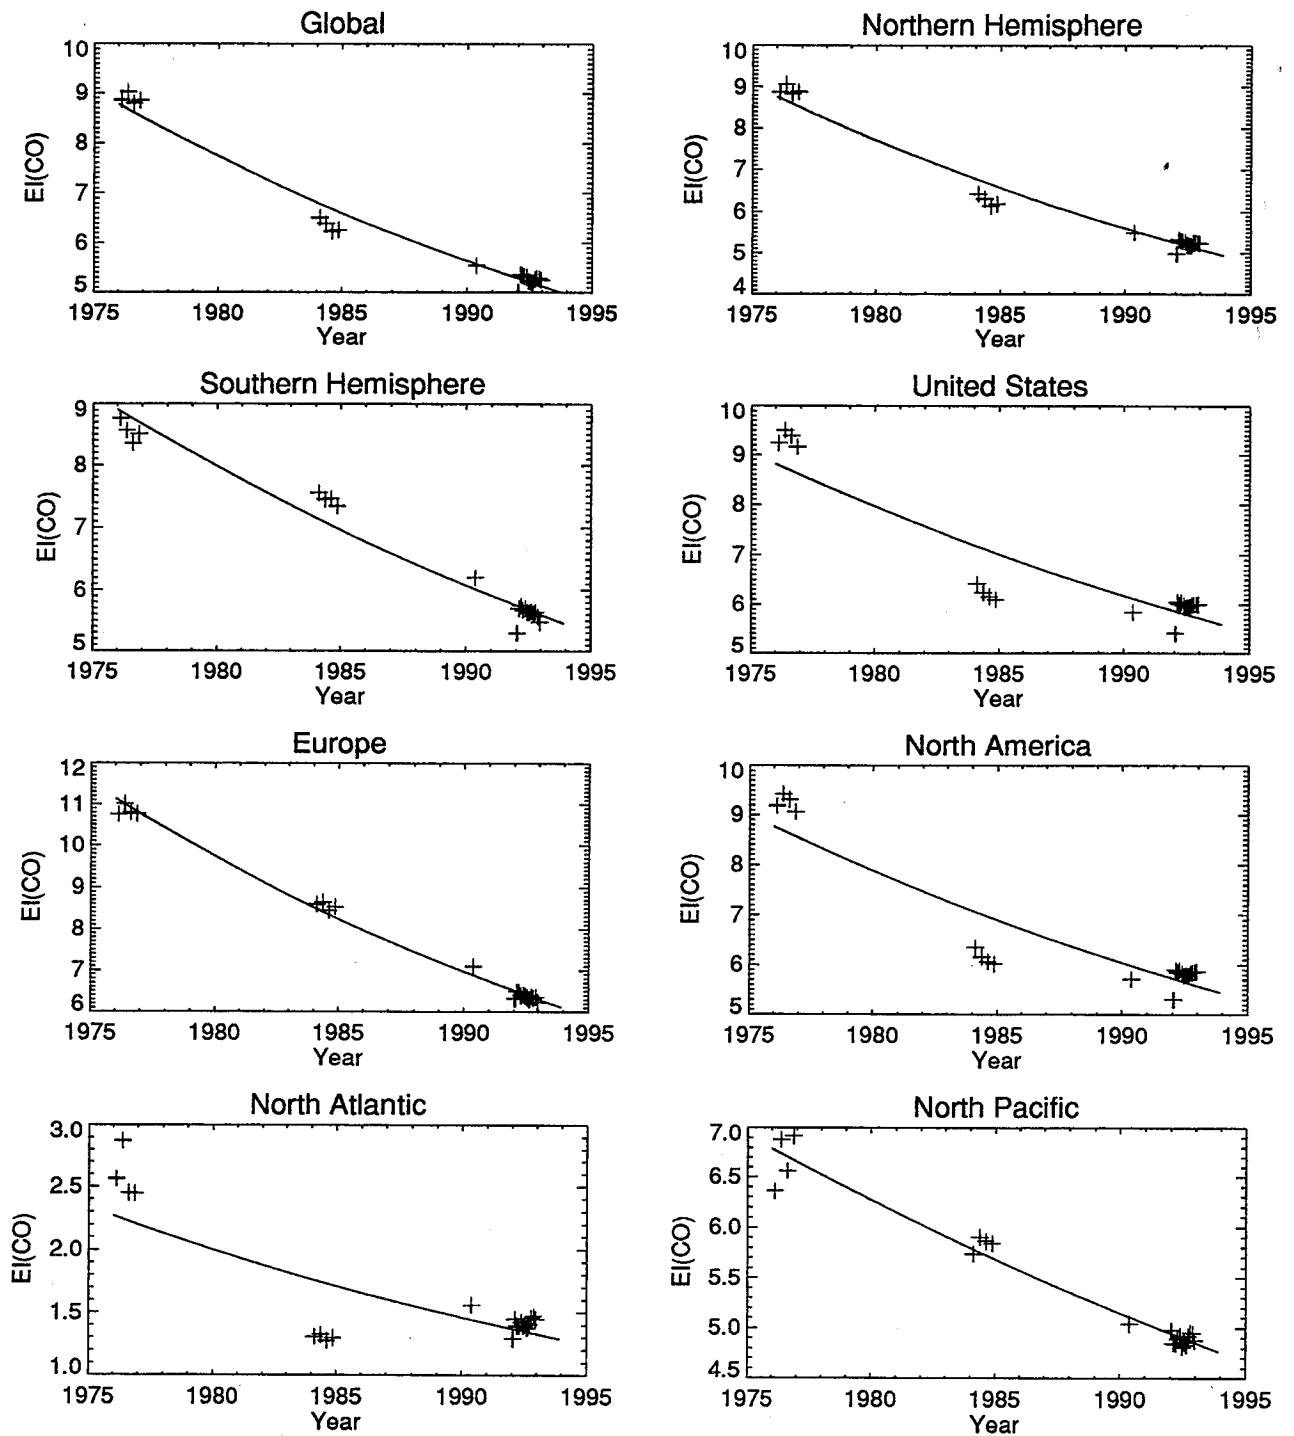 Global
10
9
8
7
6
5
EI(CO)
1975 1980 1985 1990 1995
Year
Northern Hemisphere
10
9
8
7
6
5
4
EI(CO)
1975 1980 1985 1990 1995
Year
Southern Hemisphere
9
8
7
6
5
EI(CO)
1975 1980 1985 1990 1995
Year
United States
10
9
8
7
6
5
EI(CO)
1975 1980 1985 1990 1995
Year
Europe
12
11
10
9
8
7
6
EI(CO)
1975 1980 1985 1990 1995
Year
North America
10
9
8
7
6
5
EI(CO)
1975 1980 1985 1990 1995
Year
North Atlantic
3.0
2.5
2.0
1.5
1.0
EI(CO)
1975 1980 1985 1990 1995
Year
North Pacific
7.0
6.5
6.0
5.5
5.0
4.5
EI(CO)
1975 1980 1985 1990 1995
Year